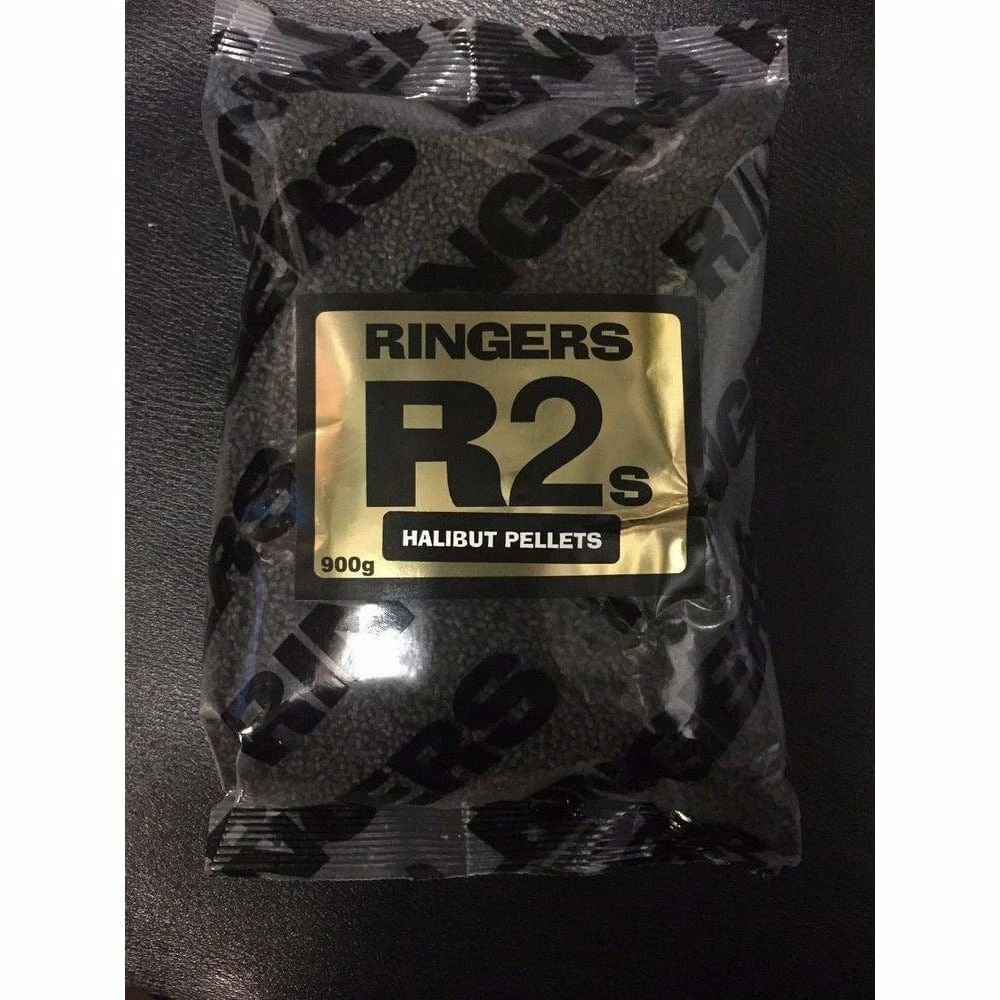 RINGERS
R2s
HALIBUT PELLETS
900g